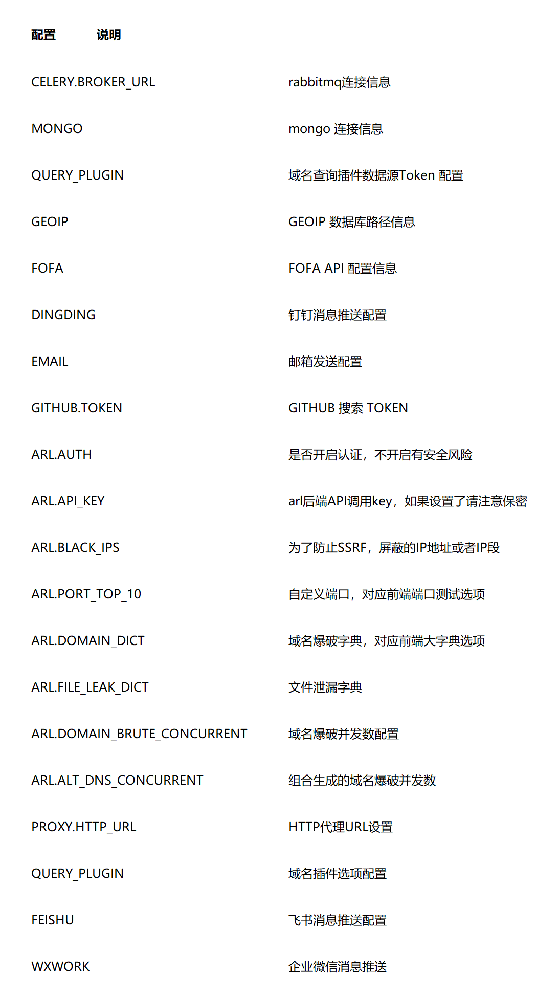 配置 说明
CELERY.BROKER_URL rabbitmq连接信息
MONGO mongo 连接信息
QUERY_PLUGIN 域名查询插件数据源Token 配置
GEOIP GEOIP 数据库路径信息
FOFA FOFA API 配置信息
DINGDING 钉钉消息推送配置
EMAIL 邮箱发送配置
GITHUB.TOKEN GITHUB 搜索 TOKEN
ARL.AUTH 是否开启认证，不开启有安全风险
ARL.API_KEY arl后端API调用key，如果设置了请注意保密
ARL.BLACK_IPS 为了防止SSRF，屏蔽的IP地址或者IP段
ARL.PORT_TOP_10 自定义端口，对应前端端口测试选项
ARL.DOMAIN_DICT 域名爆破字典，对应前端大字典选项
ARL.FILE_LEAK_DICT 文件泄漏字典
ARL.DOMAIN_BRUTE_CONCURRENT 域名爆破并发数配置
ARL.ALT_DNS_CONCURRENT 组合生成的域名爆破并发数
PROXY.HTTP_URL HTTP代理URL设置
QUERY_PLUGIN 域名插件选项配置
FEISHU 飞书消息推送配置
WXWORK 企业微信消息推送